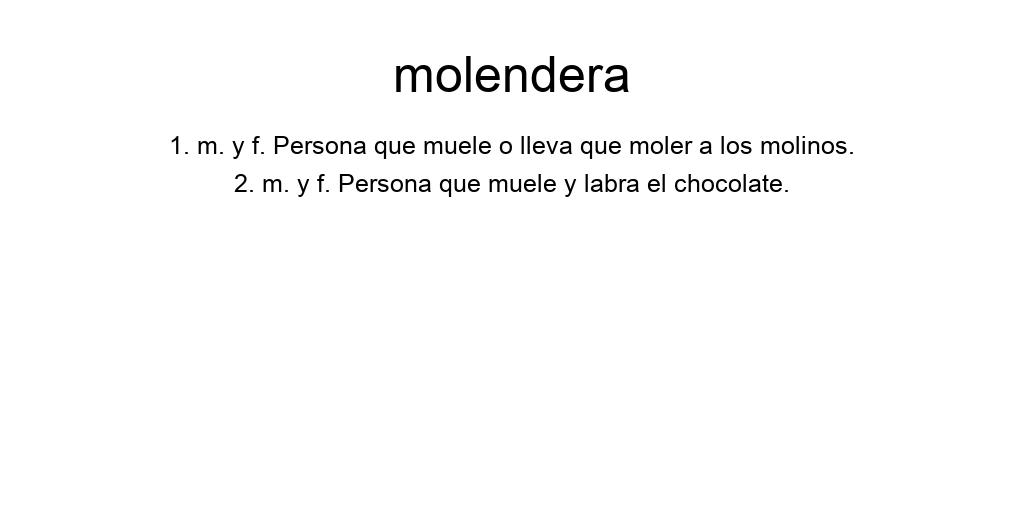 molendera
1. m. y f. Persona que muele o lleva que moler a los molinos.
2. m. y f. Persona que muele y labra el chocolate.